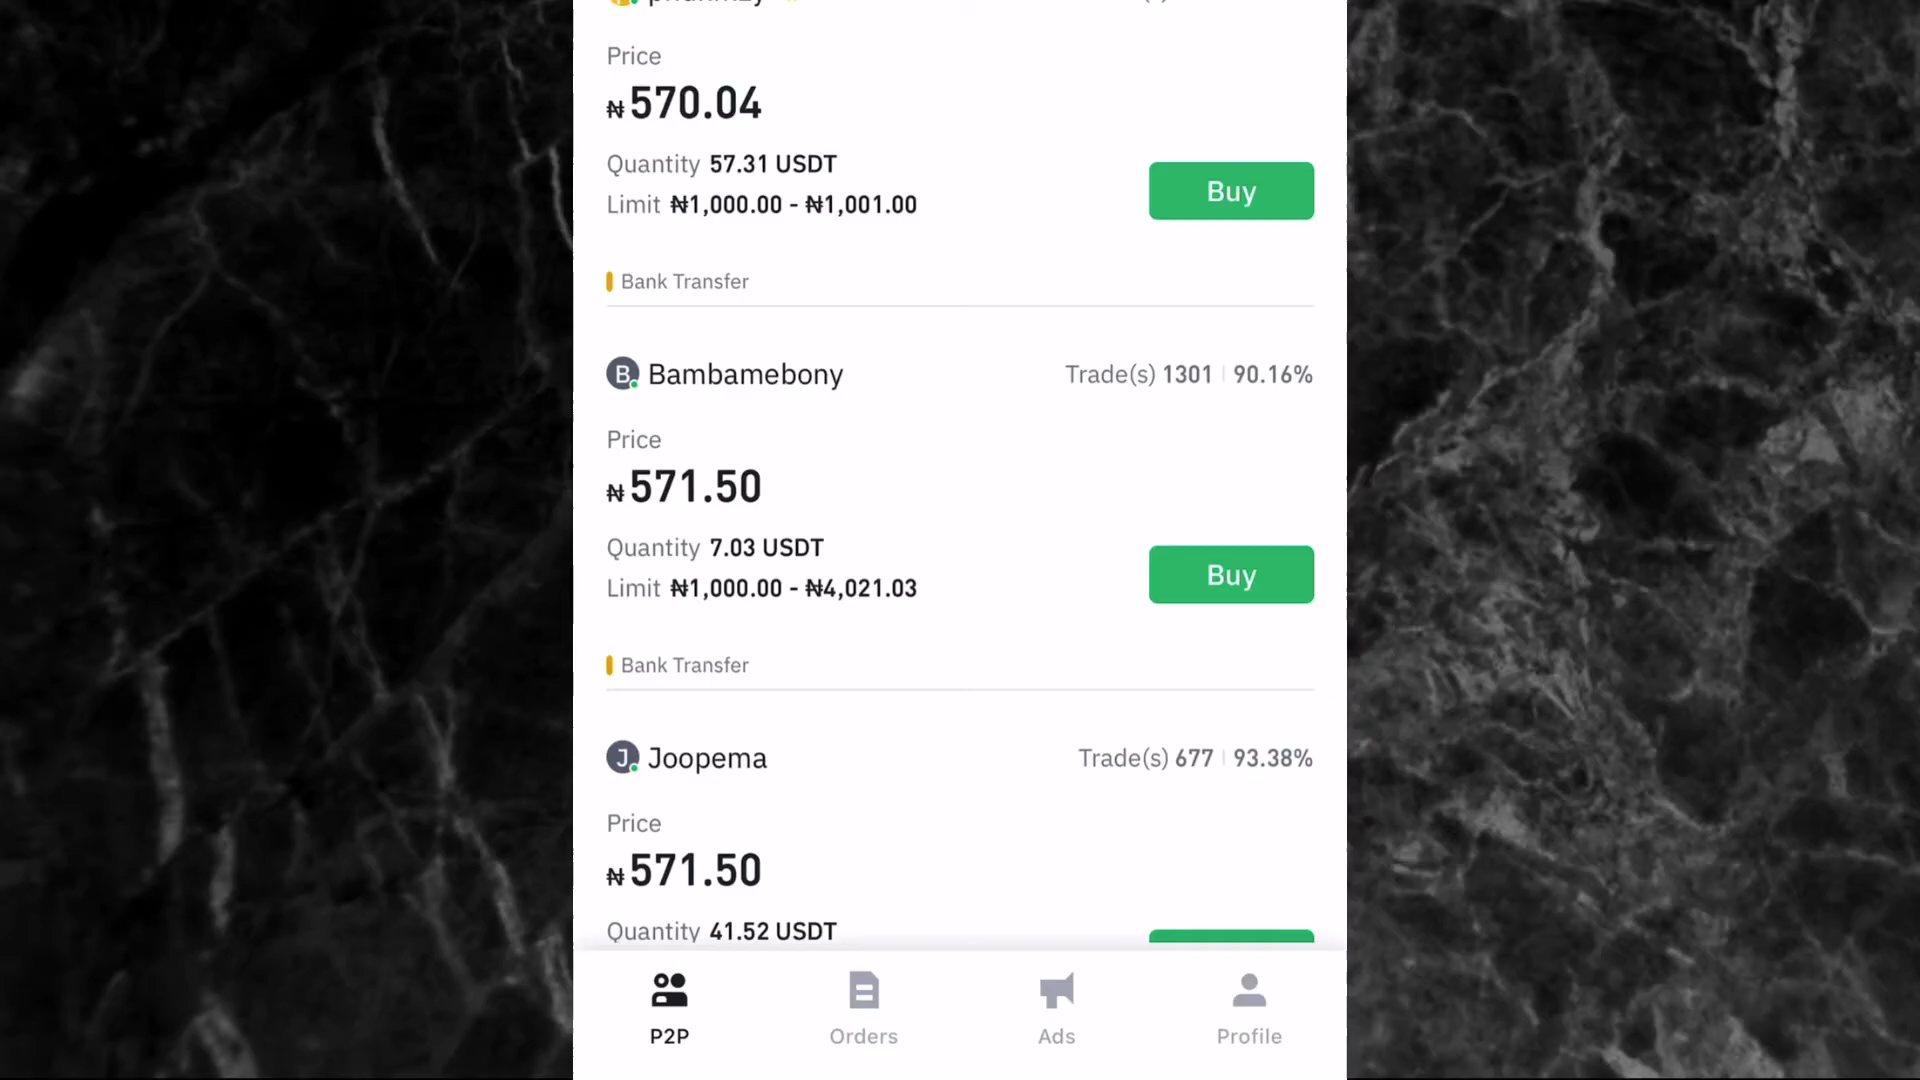 Price
₦570.04
Quantity 57.31 USDT
Limit ₦1,000.00 - ₦1,001.00
Buy
Bank Transfer
B Bambamebony Trade(s) 1301 | 90.16%
Price
₦571.50
Quantity 7.03 USDT
Limit ₦1,000.00 - ₦4,021.03
Buy
Bank Transfer
J Joopema Trade(s) 677 | 93.38%
Price
₦571.50
Quantity 41.52 USDT
P2P Orders Ads Profile